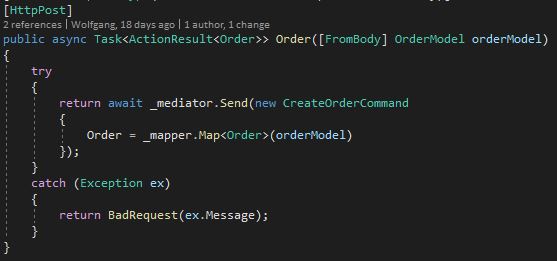 [HttpPost]
2 references | Wolfgang, 18 days ago | 1 author, 1 change
public async Task<ActionResult<Order>> Order([FromBody] OrderModel orderModel)
{
    try
    {
        return await _mediator.Send(new CreateOrderCommand
        {
            Order = _mapper.Map<Order>(orderModel)
        });
    }
    catch (Exception ex)
    {
        return BadRequest(ex.Message);
    }
}